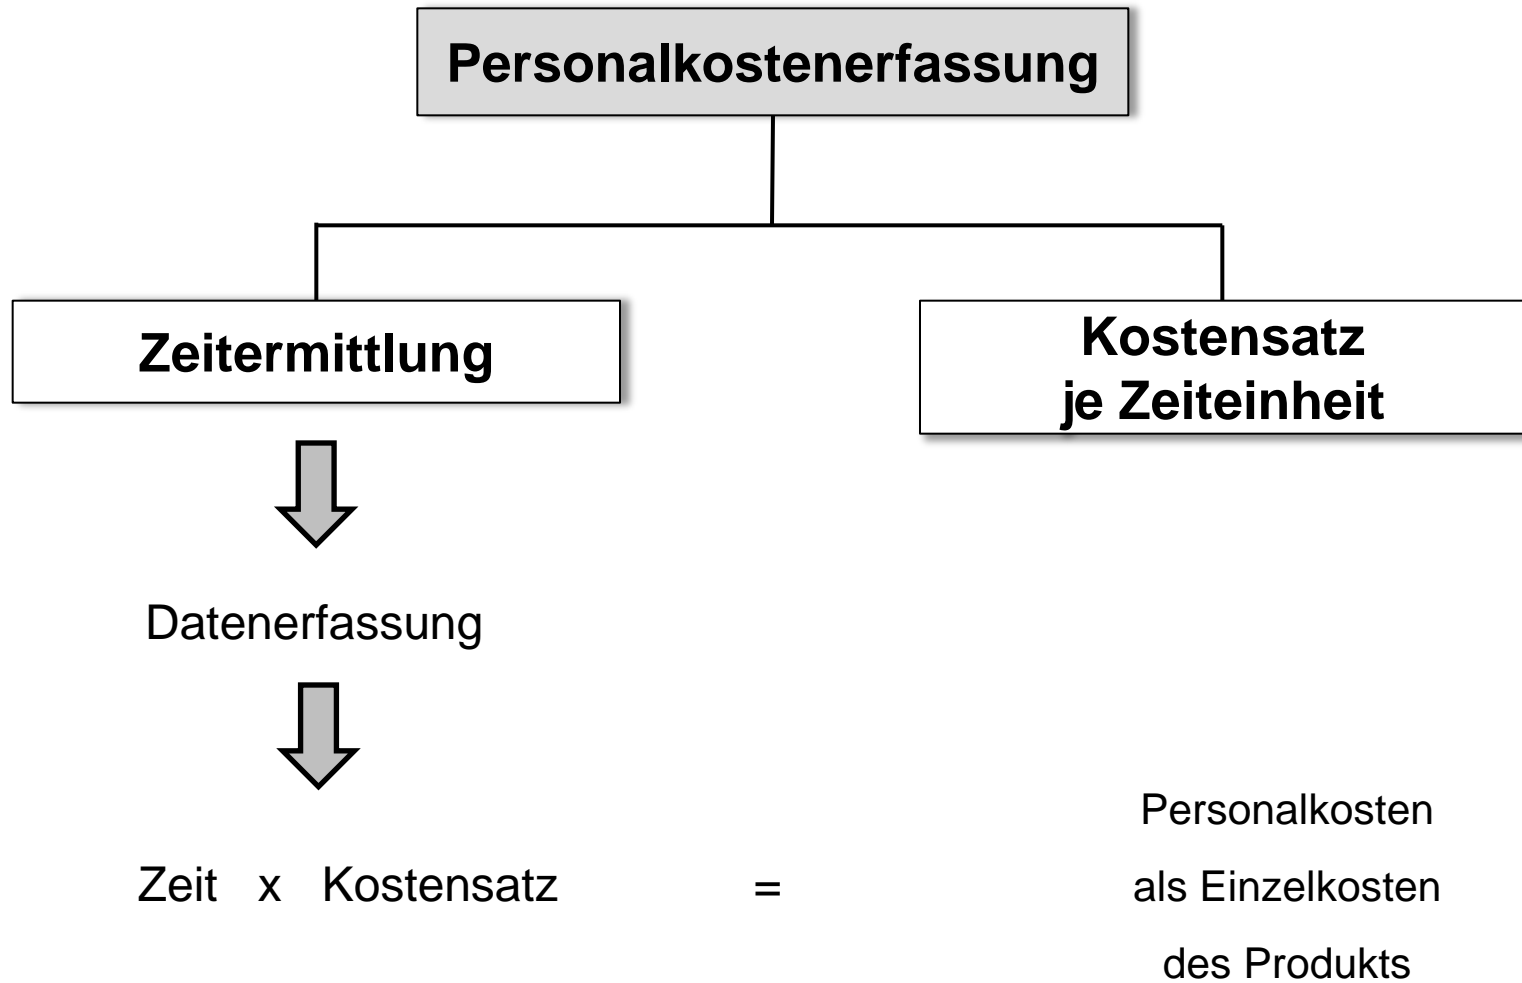 Personalkostenerfassung
Zeitermittlung
Kostensatz
je Zeiteinheit
Datenerfassung
Zeit x Kostensatz =
Personalkosten
als Einzelkosten
des Produkts